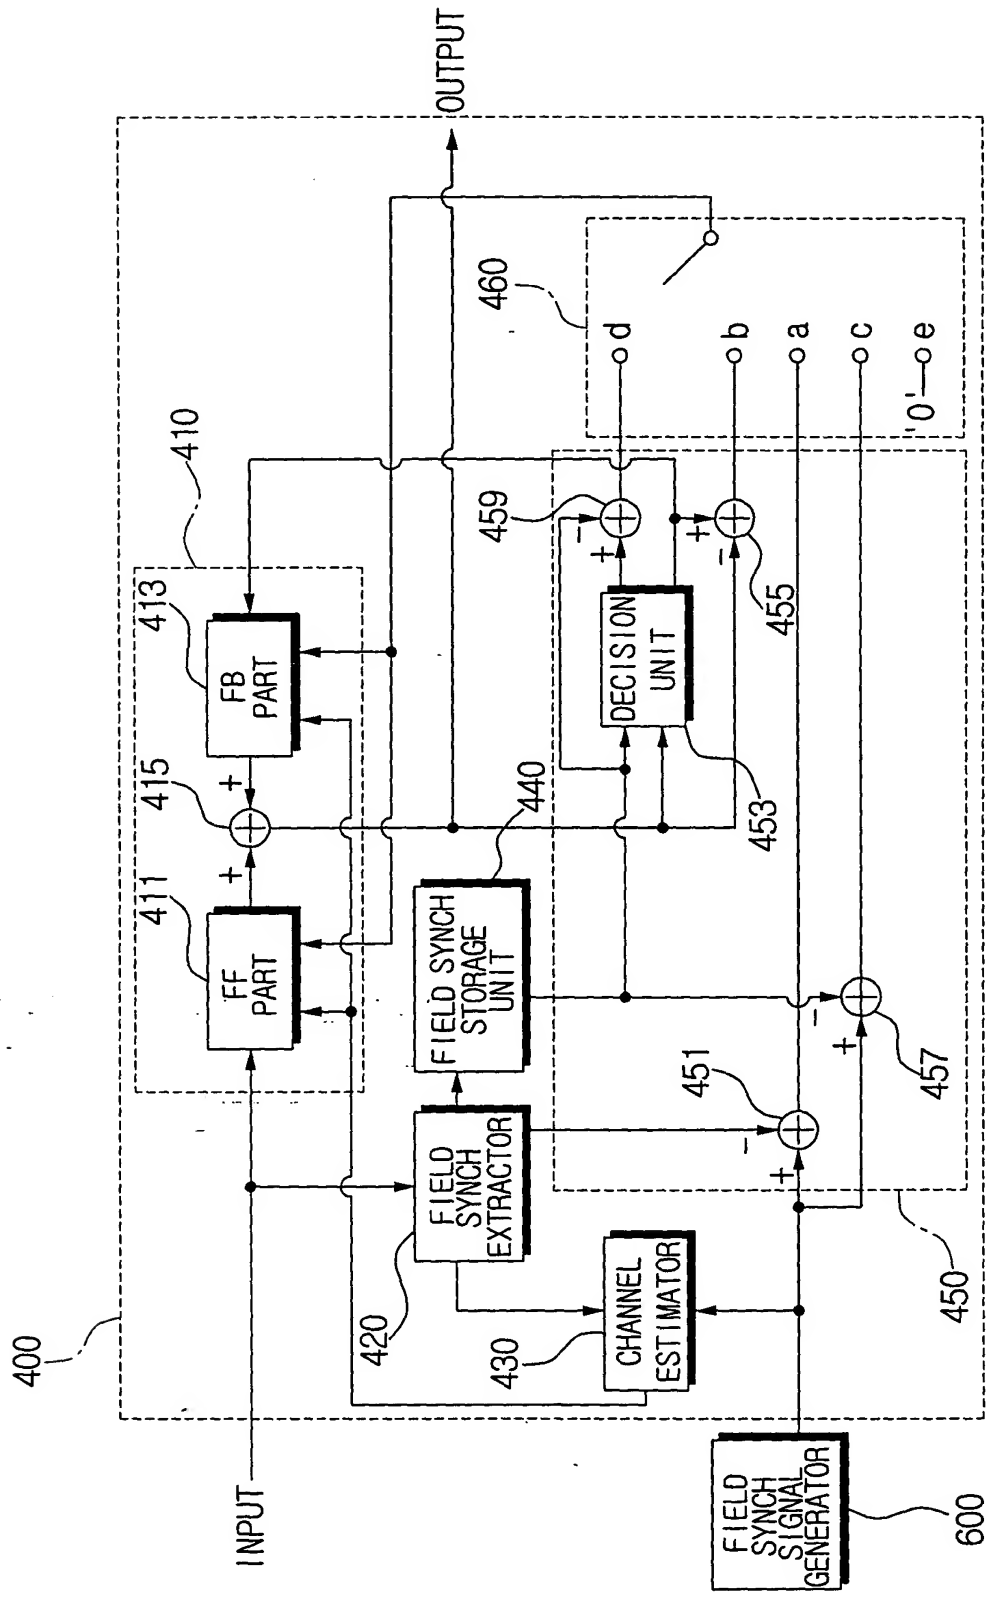 400
INPUT
OUTPUT
410
411
FF
PART
415
+
+
413
FB
PART
420
FIELD
SYNCH
EXTRACTOR
FIELD SYNCH
STORAGE
UNIT
440
430
CHANNEL
ESTIMATOR
450
451
+
-
457
+
-
DECISION
UNIT
453
459
+
-
455
+
-
460
d
b
a
c
'0'
e
FIELD
SYNCH
SIGNAL
GENERATOR
600